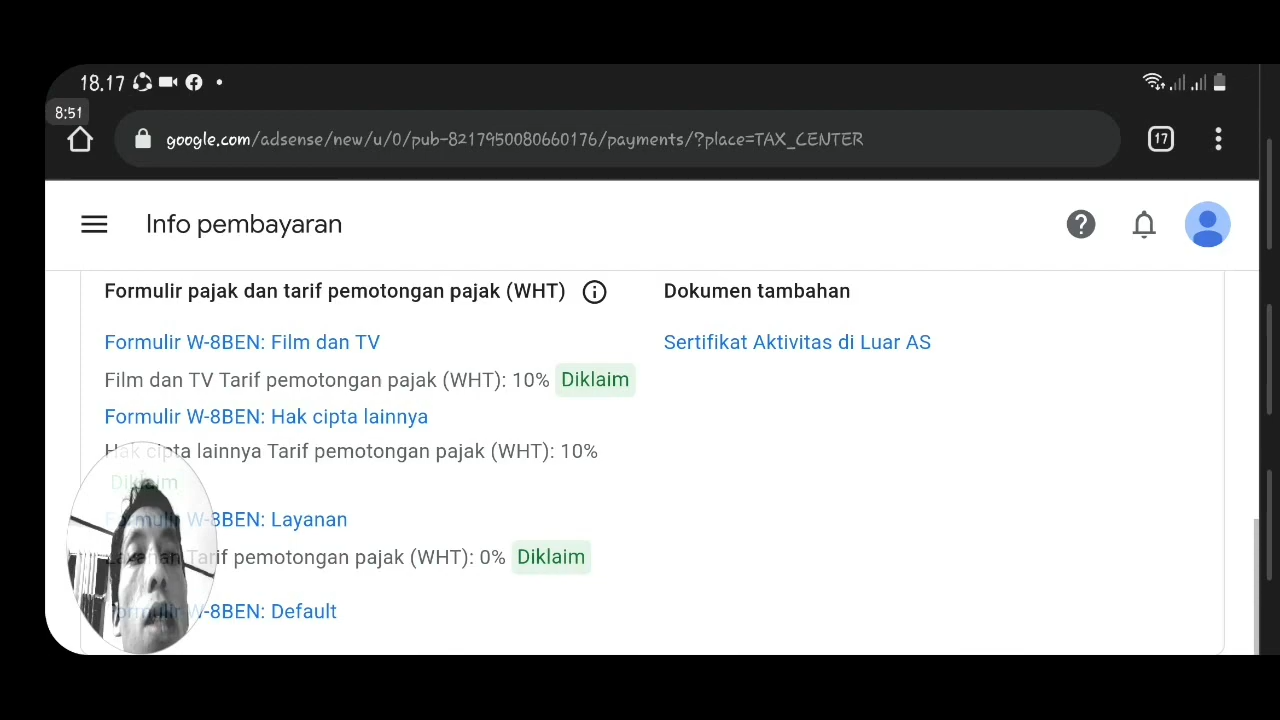 18.17
8:51
google.com/adsense/new/u/0/pub-8217950080660176/payments/?place=TAX_CENTER
17
Info pembayaran
Formulir pajak dan tarif pemotongan pajak (WHT)
Formulir W-8BEN: Film dan TV
Film dan TV Tarif pemotongan pajak (WHT): 10% Diklaim
Formulir W-8BEN: Hak cipta lainnya
Hak cipta lainnya Tarif pemotongan pajak (WHT): 10%
Diklaim
Formulir W-8BEN: Layanan
Layanan Tarif pemotongan pajak (WHT): 0% Diklaim
Formulir W-8BEN: Default
Dokumen tambahan
Sertifikat Aktivitas di Luar AS